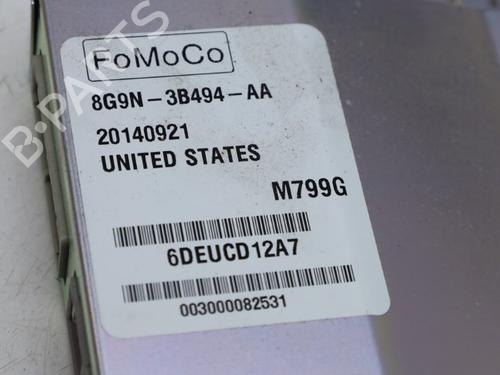 FoMoCo
8G9N-3B494-AA
20140921
UNITED STATES
M799G
6DEUCD12A7
003000082531
B-PARTS